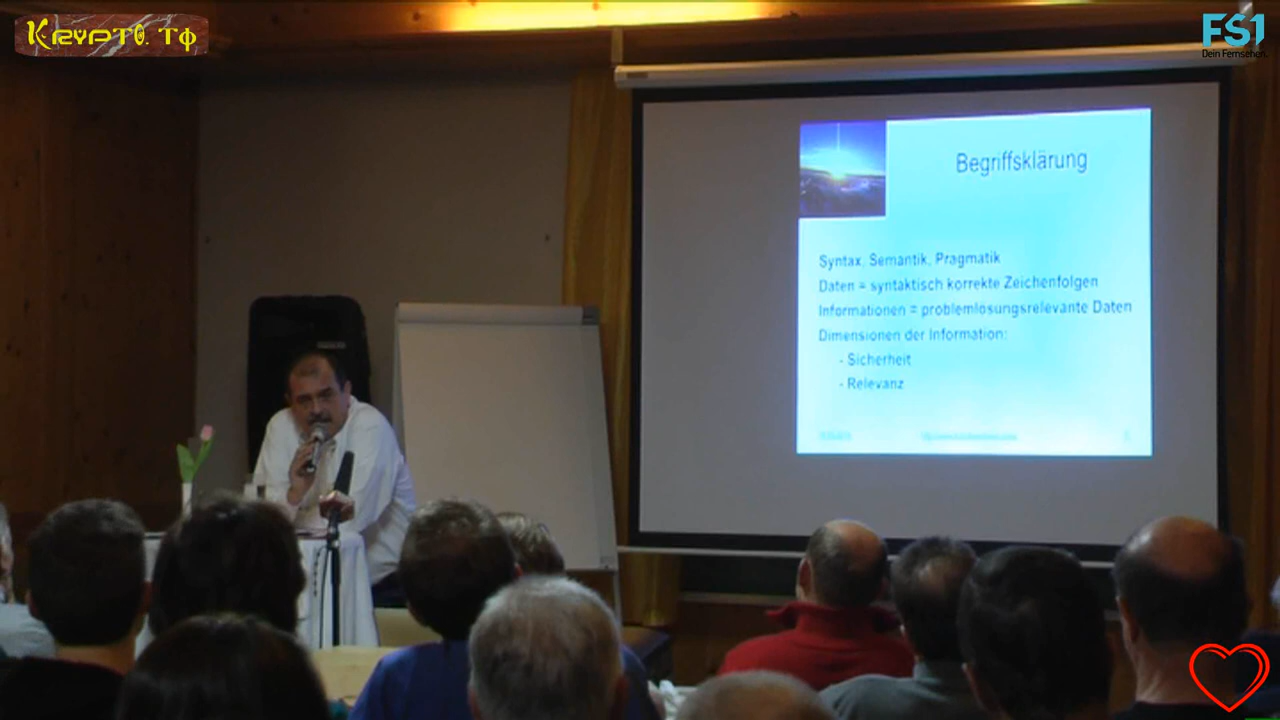 Krypto.TV
FS1
Dein Fernsehen.
Begriffsklärung
Syntax, Semantik, Pragmatik
Daten = syntaktisch korrekte Zeichenfolgen
Informationen = problemlösungsrelevante Daten
Dimensionen der Information:
- Sicherheit
- Relevanz